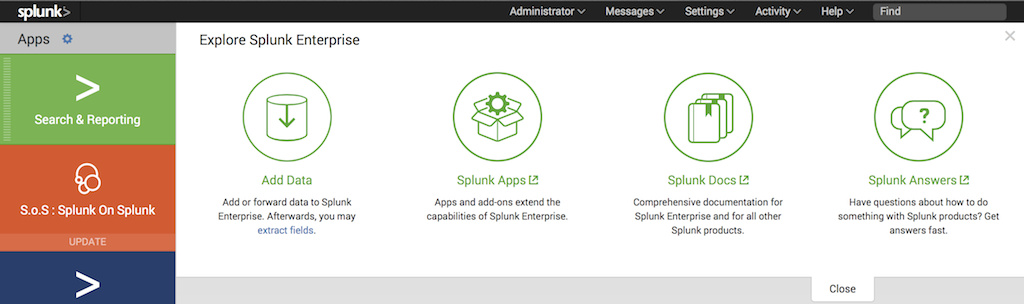 splunk>
Administrator Messages Settings Activity Help Find
Apps
Explore Splunk Enterprise
Search & Reporting
S.o.S : Splunk On Splunk
UPDATE
>
Add Data
Add or forward data to Splunk
Enterprise. Afterwards, you may
extract fields.
Splunk Apps
Apps and add-ons extend the
capabilities of Splunk Enterprise.
Splunk Docs
Comprehensive documentation for
Splunk Enterprise and for all other
Splunk products.
?
Splunk Answers
Have questions about how to do
something with Splunk products? Get
answers fast.
Close